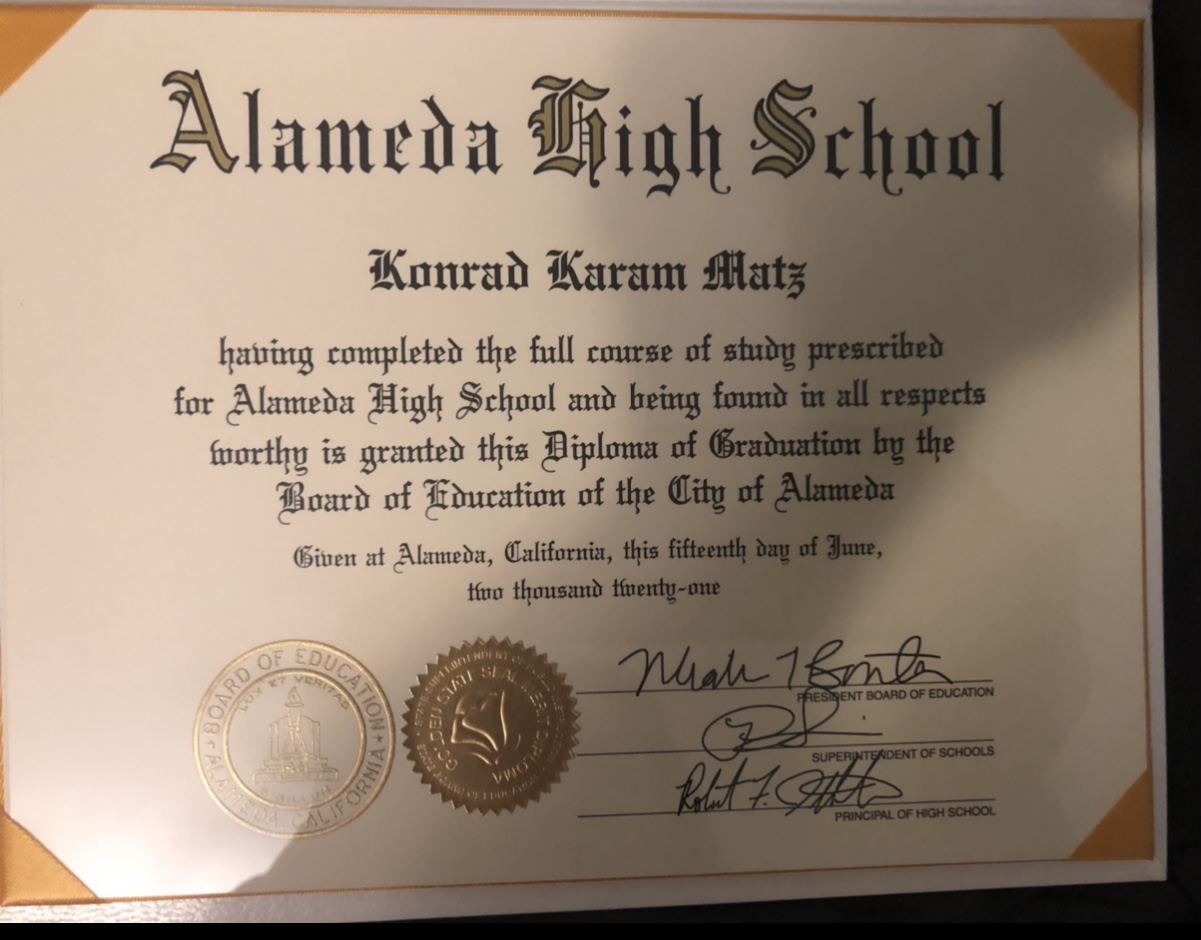 Alameda High School
Konrad Karam Matz
having completed the full course of study prescribed
for Alameda High School and being found in all respects
worthy is granted this Diploma of Graduation by the
Board of Education of the City of Alameda
Given at Alameda, California, this fifteenth day of June,
two thousand twenty-one
BOARD OF EDUCATION
LUX ET VERITAS
ALAMEDA, CALIFORNIA
GOLDEN STATE SEAL MERIT DIPLOMA
PRESIDENT BOARD OF EDUCATION
SUPERINTENDENT OF SCHOOLS
Robert F.
PRINCIPAL OF HIGH SCHOOL